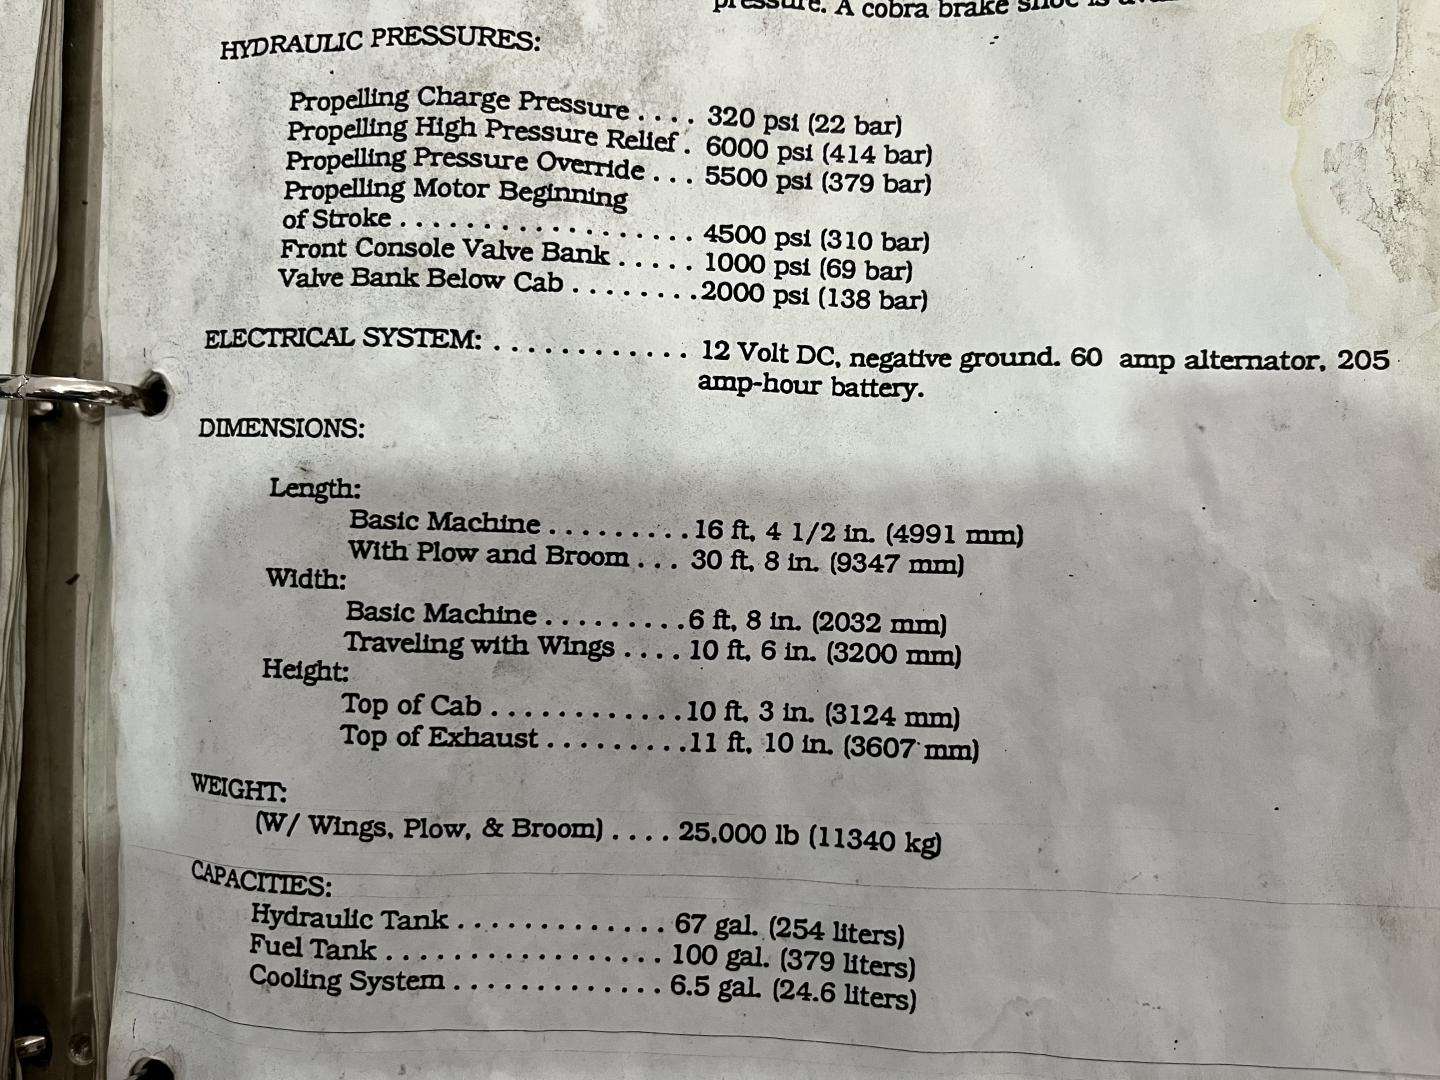 pressure. A cobra brake shoe is
HYDRAULIC PRESSURES:
Propelling Charge Pressure . . . . 320 psi (22 bar)
Propelling High Pressure Relief . 6000 psi (414 bar)
Propelling Pressure Override . . . 5500 psi (379 bar)
Propelling Motor Beginning
of Stroke . . . . . . . . . . . . . . . . . . 4500 psi (310 bar)
Front Console Valve Bank . . . . . 1000 psi (69 bar)
Valve Bank Below Cab . . . . . . . . 2000 psi (138 bar)
ELECTRICAL SYSTEM: . . . . . . . . . . . . 12 Volt DC, negative ground. 60 amp alternator, 205
amp-hour battery.
DIMENSIONS:
Length:
Basic Machine . . . . . . . . . 16 ft, 4 1/2 in. (4991 mm)
With Plow and Broom . . . 30 ft, 8 in. (9347 mm)
Width:
Basic Machine . . . . . . . . . 6 ft, 8 in. (2032 mm)
Traveling with Wings . . . . 10 ft, 6 in. (3200 mm)
Height:
Top of Cab . . . . . . . . . . . . 10 ft, 3 in. (3124 mm)
Top of Exhaust . . . . . . . . . 11 ft, 10 in. (3607 mm)
WEIGHT:
(W/ Wings, Plow, & Broom) . . . . 25,000 lb (11340 kg)
CAPACITIES:
Hydraulic Tank . . . . . . . . . . . . . 67 gal. (254 liters)
Fuel Tank . . . . . . . . . . . . . . . . . 100 gal. (379 liters)
Cooling System . . . . . . . . . . . . . 6.5 gal. (24.6 liters)